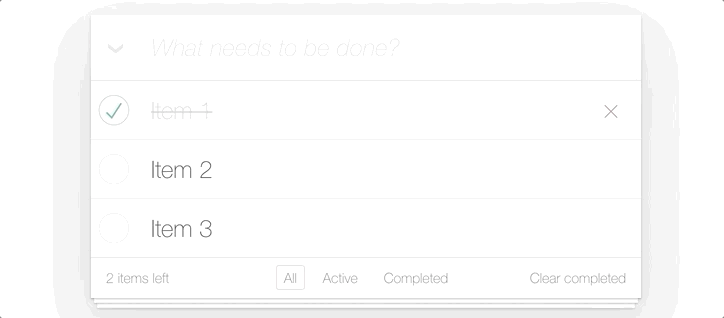 What needs to be done?
Item 1
Item 2
Item 3
2 items left All Active Completed Clear completed